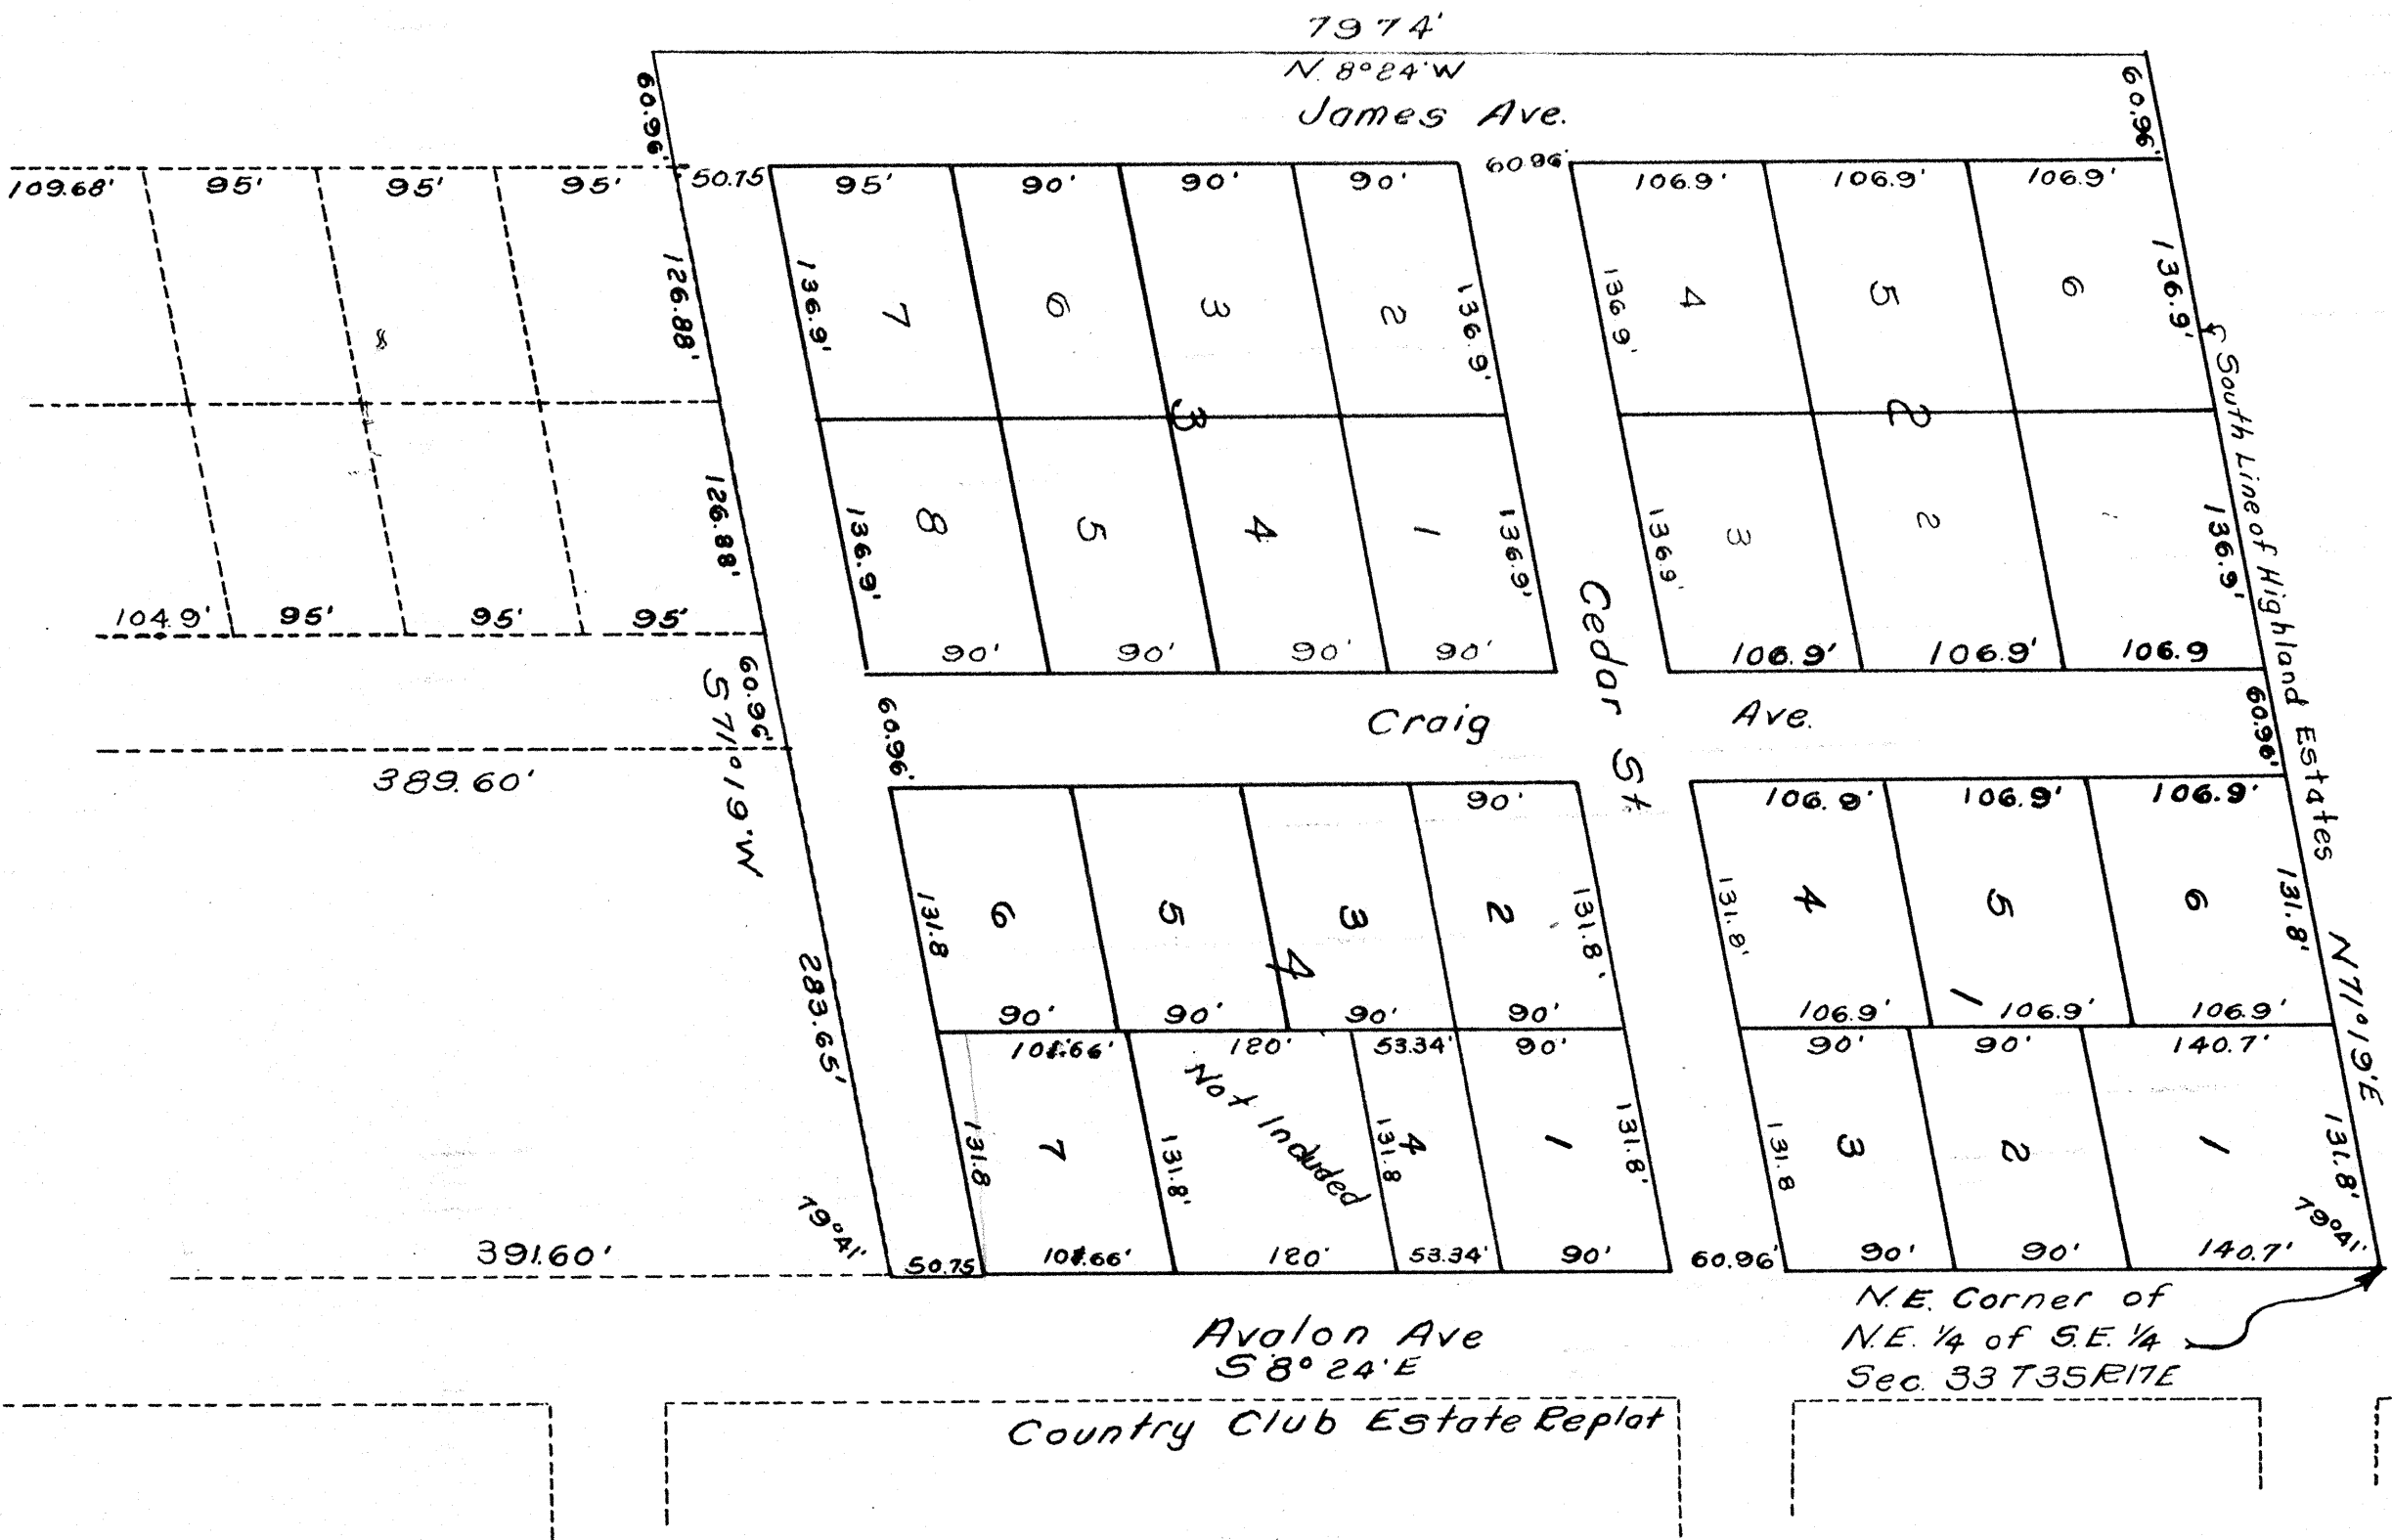 7974'
N. 8°24'W
James Ave.
60.96'
60.96'
109.68' 95' 95' 95' 50.75 95' 90' 90' 90' 60.96' 106.9' 106.9' 106.9'
126.88' 136.9' 7 6 3 2 136.9' 136.9' 4 5 6 136.9'
South Line of Highland Estates
3 2
126.88' 136.9' 8 5 4 1 136.9' 136.9' 3 2 1 136.9'
104.9' 95' 95' 95' 90' 90' 90' 90' 106.9' 106.9' 106.9
Cedar St.
60.96' 60.96' Craig Ave. 60.96'
S 71°19'W
389.60'
90' 106.9' 106.9' 106.9'
131.8 6 5 3 2 131.8' 131.8' 4 5 6 131.8'
N71°19'E
283.65'
4 1
90' 90' 90' 90' 106.9' 106.9' 106.9'
101.66' 120' 53.34' 90' 90' 90' 140.7'
Not Included
131.8 7 131.8' 131.8 4 1 131.8' 131.8 3 2 1 131.8'
79°41' 79°41'
391.60' 50.75 101.66' 120' 53.34' 90' 60.96' 90' 90' 140.7'
Avalon Ave
S 8° 24' E
N.E. Corner of
N.E. 1/4 of S.E. 1/4
Sec. 33 T35R17E
Country Club Estate Replat